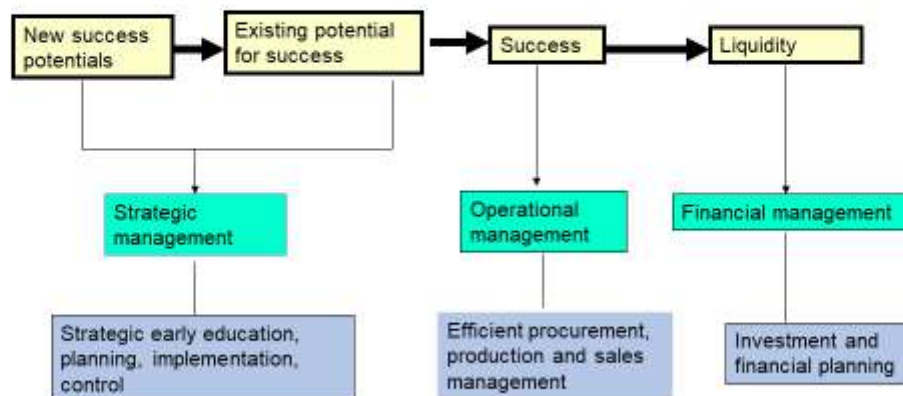 New success
potentials
Existing potential
for success
Success
Liquidity
Strategic
management
Operational
management
Financial management
Strategic early education,
planning, implementation,
control
Efficient procurement,
production and sales
management
Investment and
financial planning